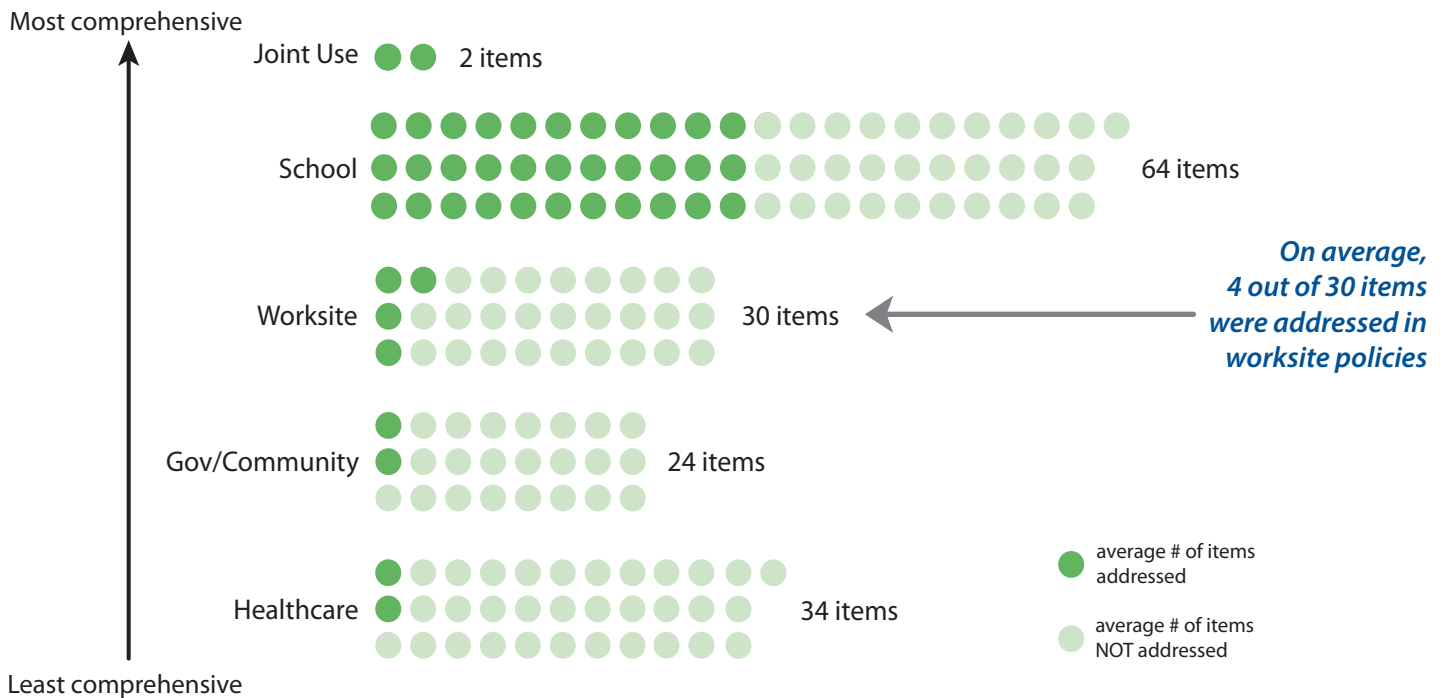 Most comprehensive
Joint Use
2 items
School
64 items
Worksite
30 items
On average,
4 out of 30 items
were addressed in
worksite policies
Gov/Community
24 items
Healthcare
34 items
average # of items
addressed
average # of items
NOT addressed
Least comprehensive